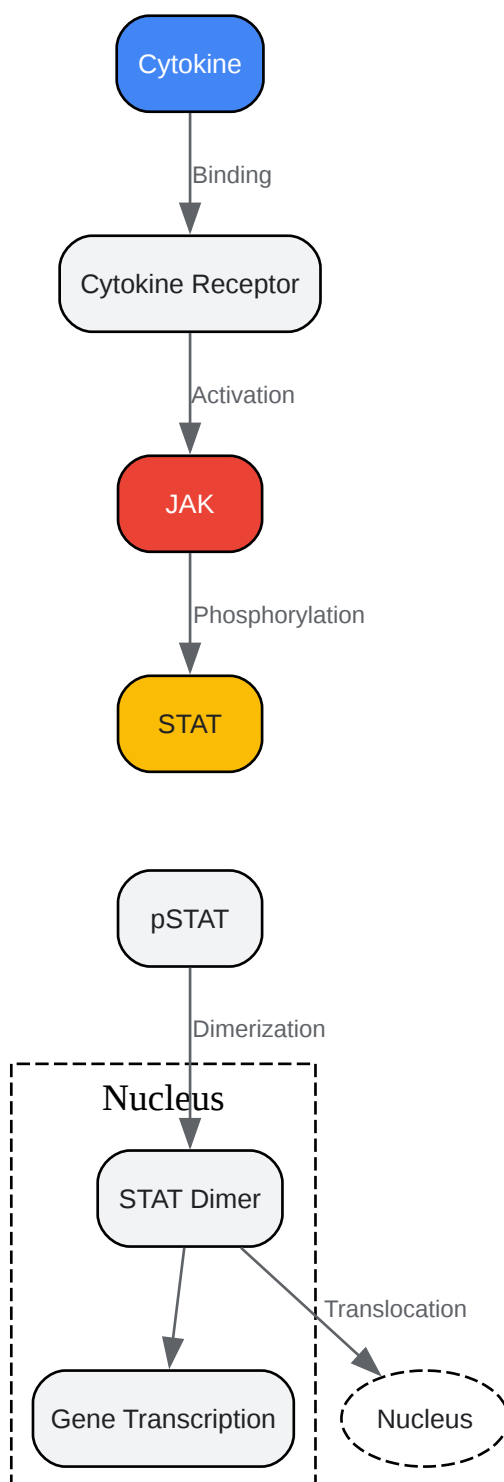 Cytokine
Binding
Cytokine Receptor
Activation
JAK
Phosphorylation
STAT
pSTAT
Dimerization
Nucleus
STAT Dimer
Translocation
Gene Transcription
Nucleus